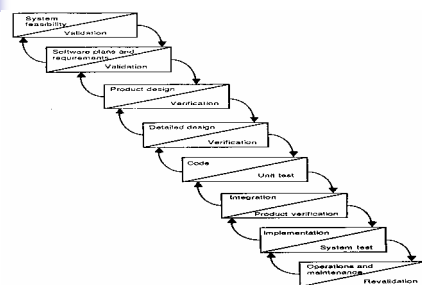 System
feasibility
Validation
Software plans and
requirements
Validation
Product design
Verification
Detailed design
Verification
Code
Unit test
Integration
Product verification
Implementation
System test
Operations and
maintenance
Revalidation